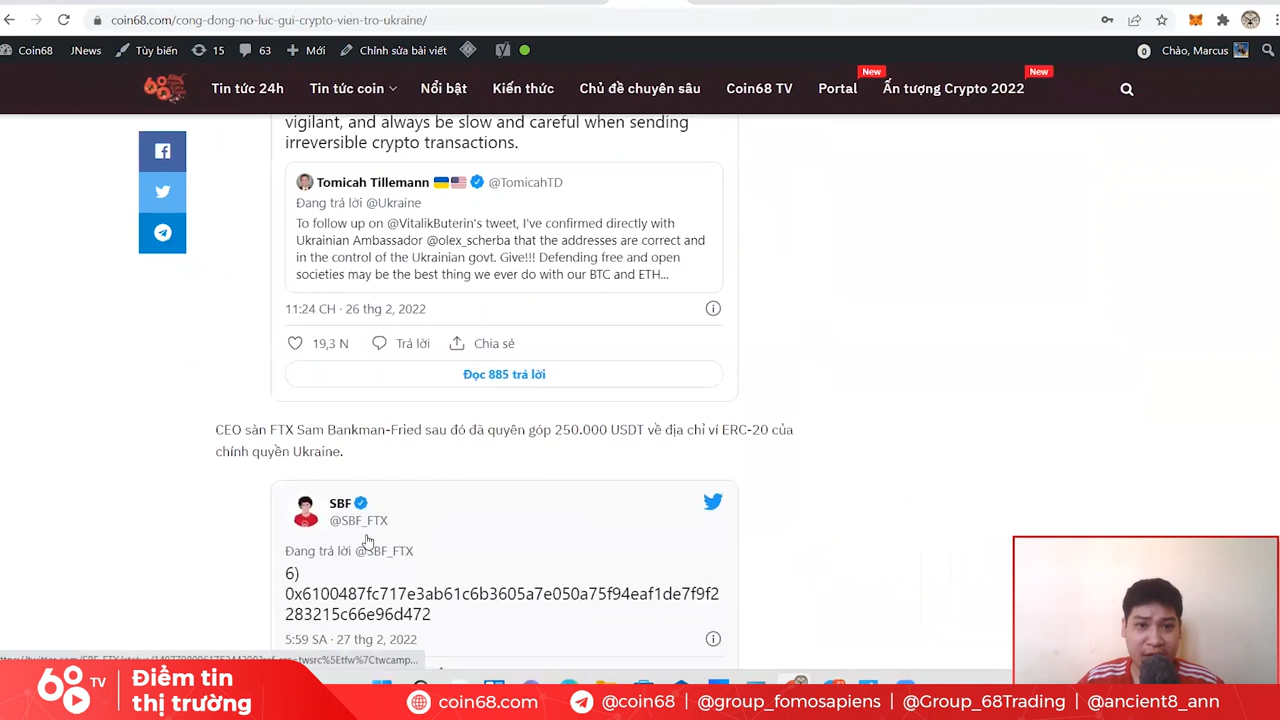 coin68.com/cong-dong-no-luc-gui-crypto-vien-tro-ukraine/
Coin68 JNews Tùy biến 15 63 Mới Chỉnh sửa bài viết 0 Chào, Marcus
Tin tức 24h Tin tức coin Nổi bật Kiến thức Chủ đề chuyên sâu Coin68 TV Portal New Ấn tượng Crypto 2022 New
vigilant, and always be slow and careful when sending
irreversible crypto transactions.
Tomicah Tillemann @TomicahTD
Đang trả lời @Ukraine
To follow up on @VitalikButerin's tweet, I've confirmed directly with
Ukrainian Ambassador @olex_scherba that the addresses are correct and
in the control of the Ukrainian govt. Give!!! Defending free and open
societies may be the best thing we ever do with our BTC and ETH...
11:24 CH · 26 thg 2, 2022
19,3 N Trả lời Chia sẻ
Đọc 885 trả lời
CEO sàn FTX Sam Bankman-Fried sau đó đã quyên góp 250.000 USDT về địa chỉ ví ERC-20 của
chính quyền Ukraine.
SBF
@SBF_FTX
Đang trả lời @SBF_FTX
6)
0x6100487fc717e3ab61c6b3605a7e050a75f94eaf1de7f9f2
283215c66e96d472
5:59 SA · 27 thg 2, 2022
68 TV
Điểm tin
thị trường
coin68.com @coin68 | @group_fomosapiens | @Group_68Trading | @ancient8_ann